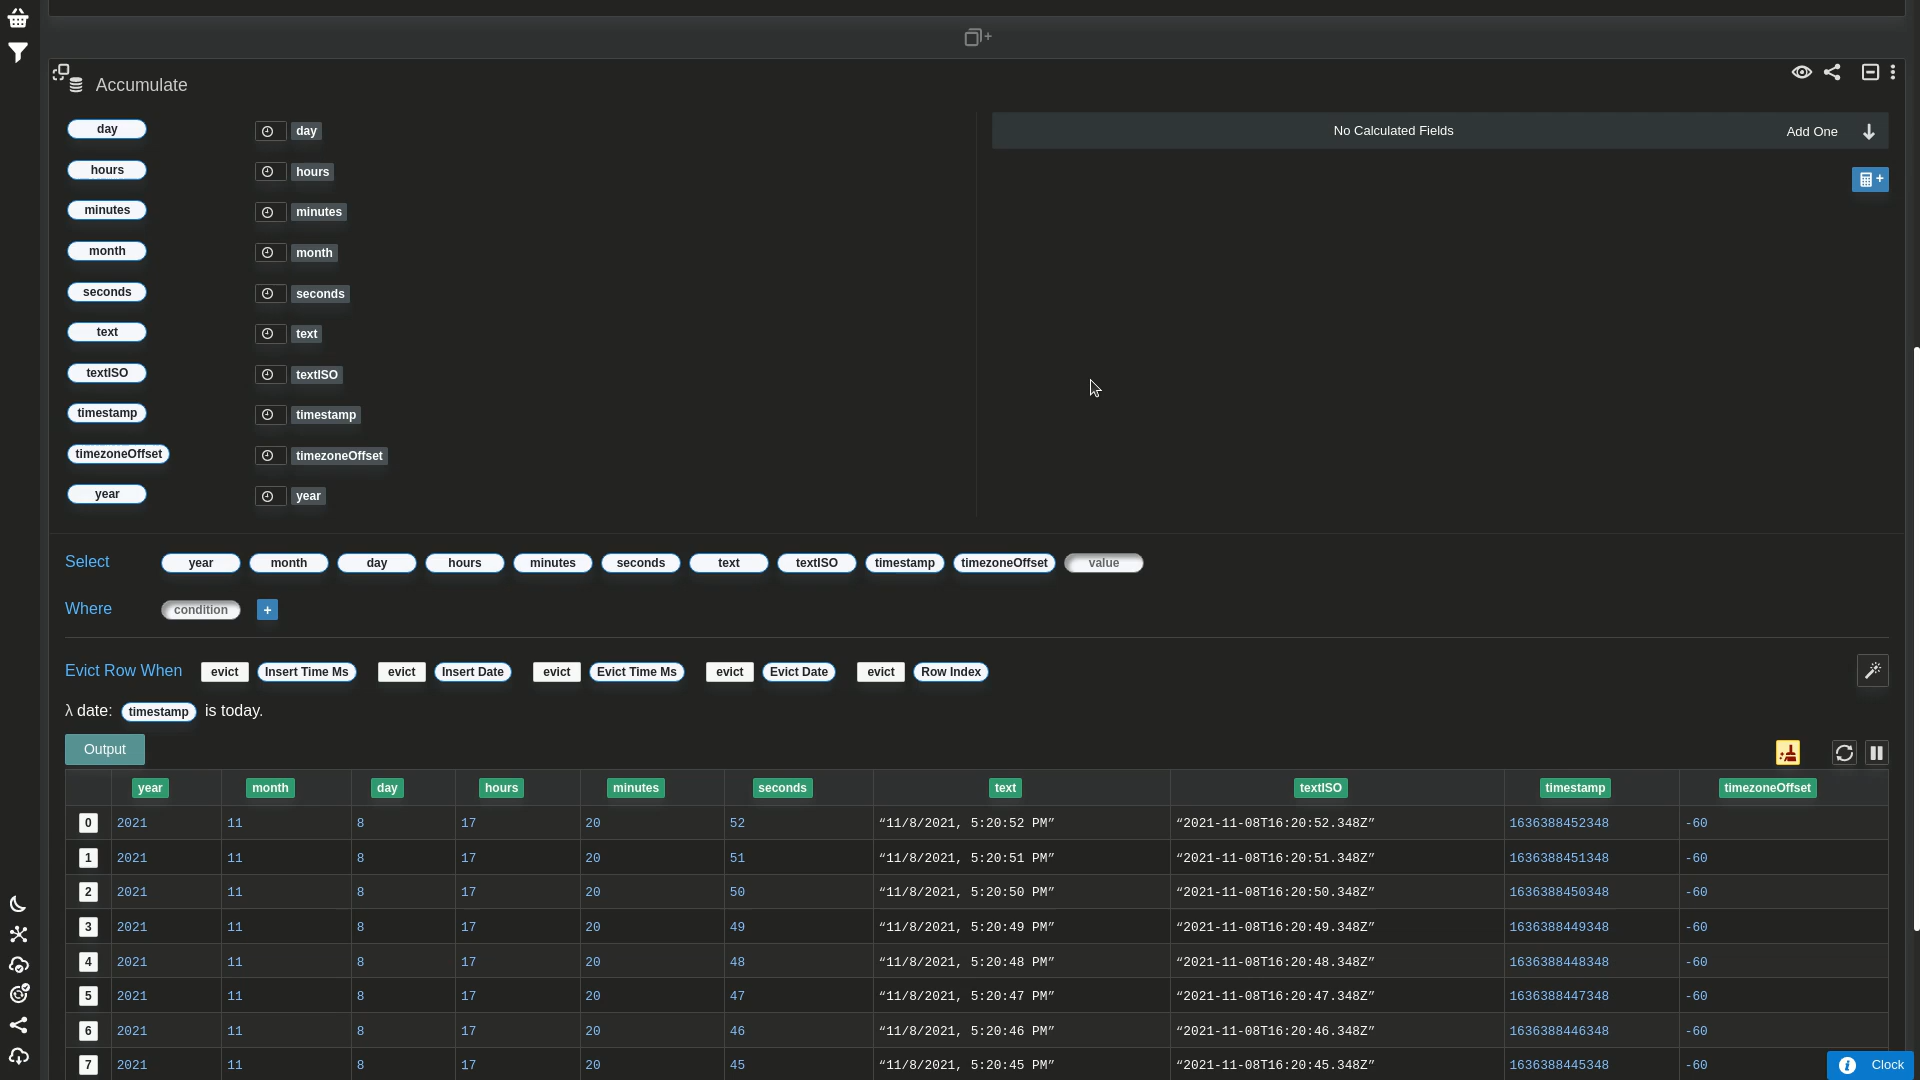 Accumulate
day day No Calculated Fields Add One
hours hours
minutes minutes
month month
seconds seconds
text text
textISO textISO
timestamp timestamp
timezoneOffset timezoneOffset
year year
Select year month day hours minutes seconds text textISO timestamp timezoneOffset value
Where condition +
Evict Row When evict Insert Time Ms evict Insert Date evict Evict Time Ms evict Evict Date evict Row Index
λ date: timestamp is today.
Output
year month day hours minutes seconds text textISO timestamp timezoneOffset
0 2021 11 8 17 20 52 “11/8/2021, 5:20:52 PM” “2021-11-08T16:20:52.348Z” 1636388452348 -60
1 2021 11 8 17 20 51 “11/8/2021, 5:20:51 PM” “2021-11-08T16:20:51.348Z” 1636388451348 -60
2 2021 11 8 17 20 50 “11/8/2021, 5:20:50 PM” “2021-11-08T16:20:50.348Z” 1636388450348 -60
3 2021 11 8 17 20 49 “11/8/2021, 5:20:49 PM” “2021-11-08T16:20:49.348Z” 1636388449348 -60
4 2021 11 8 17 20 48 “11/8/2021, 5:20:48 PM” “2021-11-08T16:20:48.348Z” 1636388448348 -60
5 2021 11 8 17 20 47 “11/8/2021, 5:20:47 PM” “2021-11-08T16:20:47.348Z” 1636388447348 -60
6 2021 11 8 17 20 46 “11/8/2021, 5:20:46 PM” “2021-11-08T16:20:46.348Z” 1636388446348 -60
7 2021 11 8 17 20 45 “11/8/2021, 5:20:45 PM” “2021-11-08T16:20:45.348Z” 1636388445348 -60
Clock